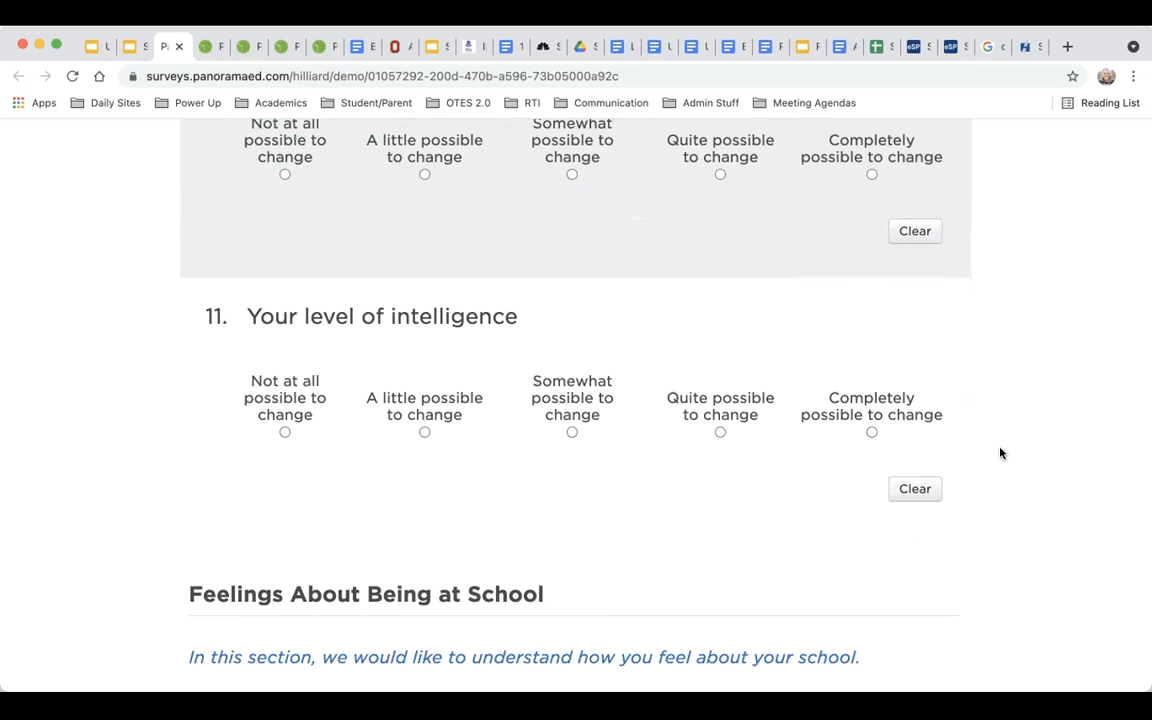 surveys.panoramaed.com/hilliard/demo/01057292-200d-470b-a596-73b05000a92c
Apps Daily Sites Power Up Academics Student/Parent OTES 2.0 RTI Communication Admin Stuff Meeting Agendas Reading List
Not at all possible to change
A little possible to change
Somewhat possible to change
Quite possible to change
Completely possible to change
Clear
11. Your level of intelligence
Not at all possible to change
A little possible to change
Somewhat possible to change
Quite possible to change
Completely possible to change
Clear
Feelings About Being at School
In this section, we would like to understand how you feel about your school.